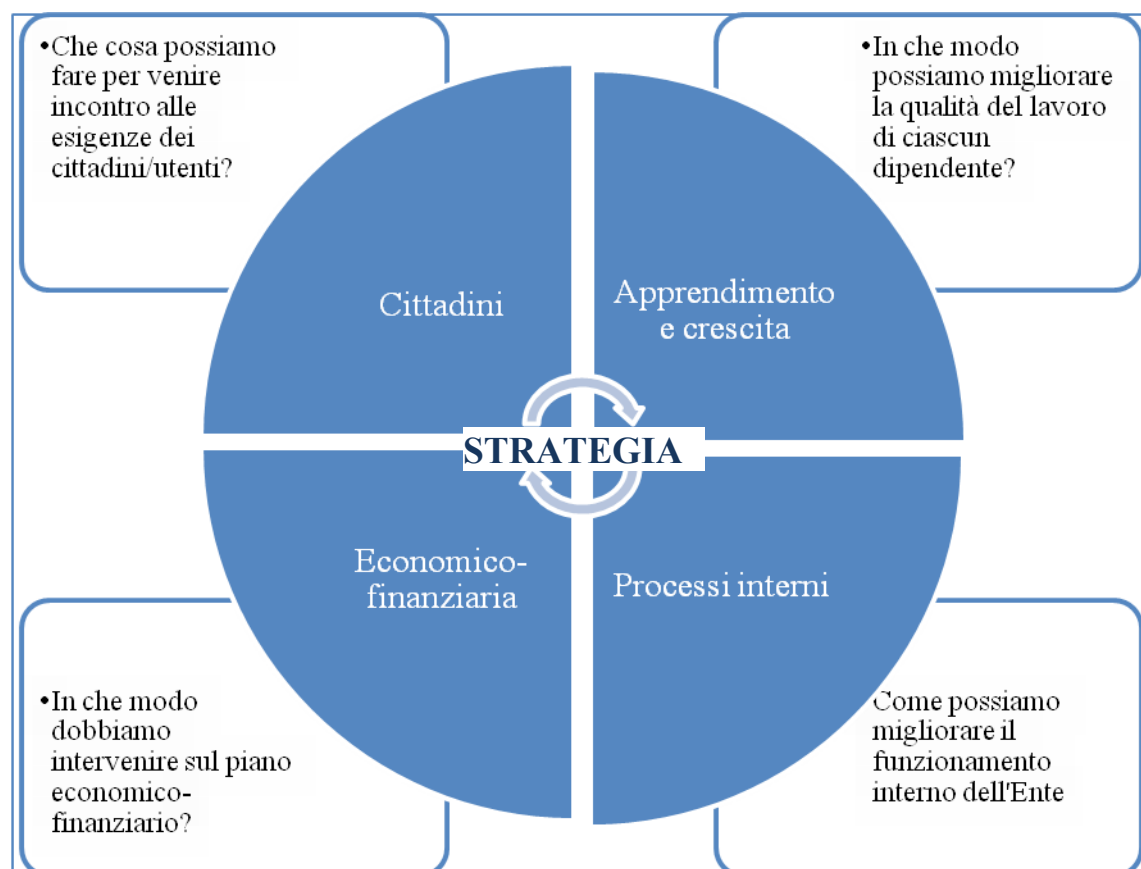 •Che cosa possiamo
fare per venire
incontro alle
esigenze dei
cittadini/utenti?
•In che modo
possiamo migliorare
la qualità del lavoro
di ciascun
dipendente?
Cittadini
Apprendimento
e crescita
STRATEGIA
Economico-
finanziaria
Processi interni
•In che modo
dobbiamo
intervenire sul piano
economico-
finanziario?
Come possiamo
migliorare il
funzionamento
interno dell'Ente